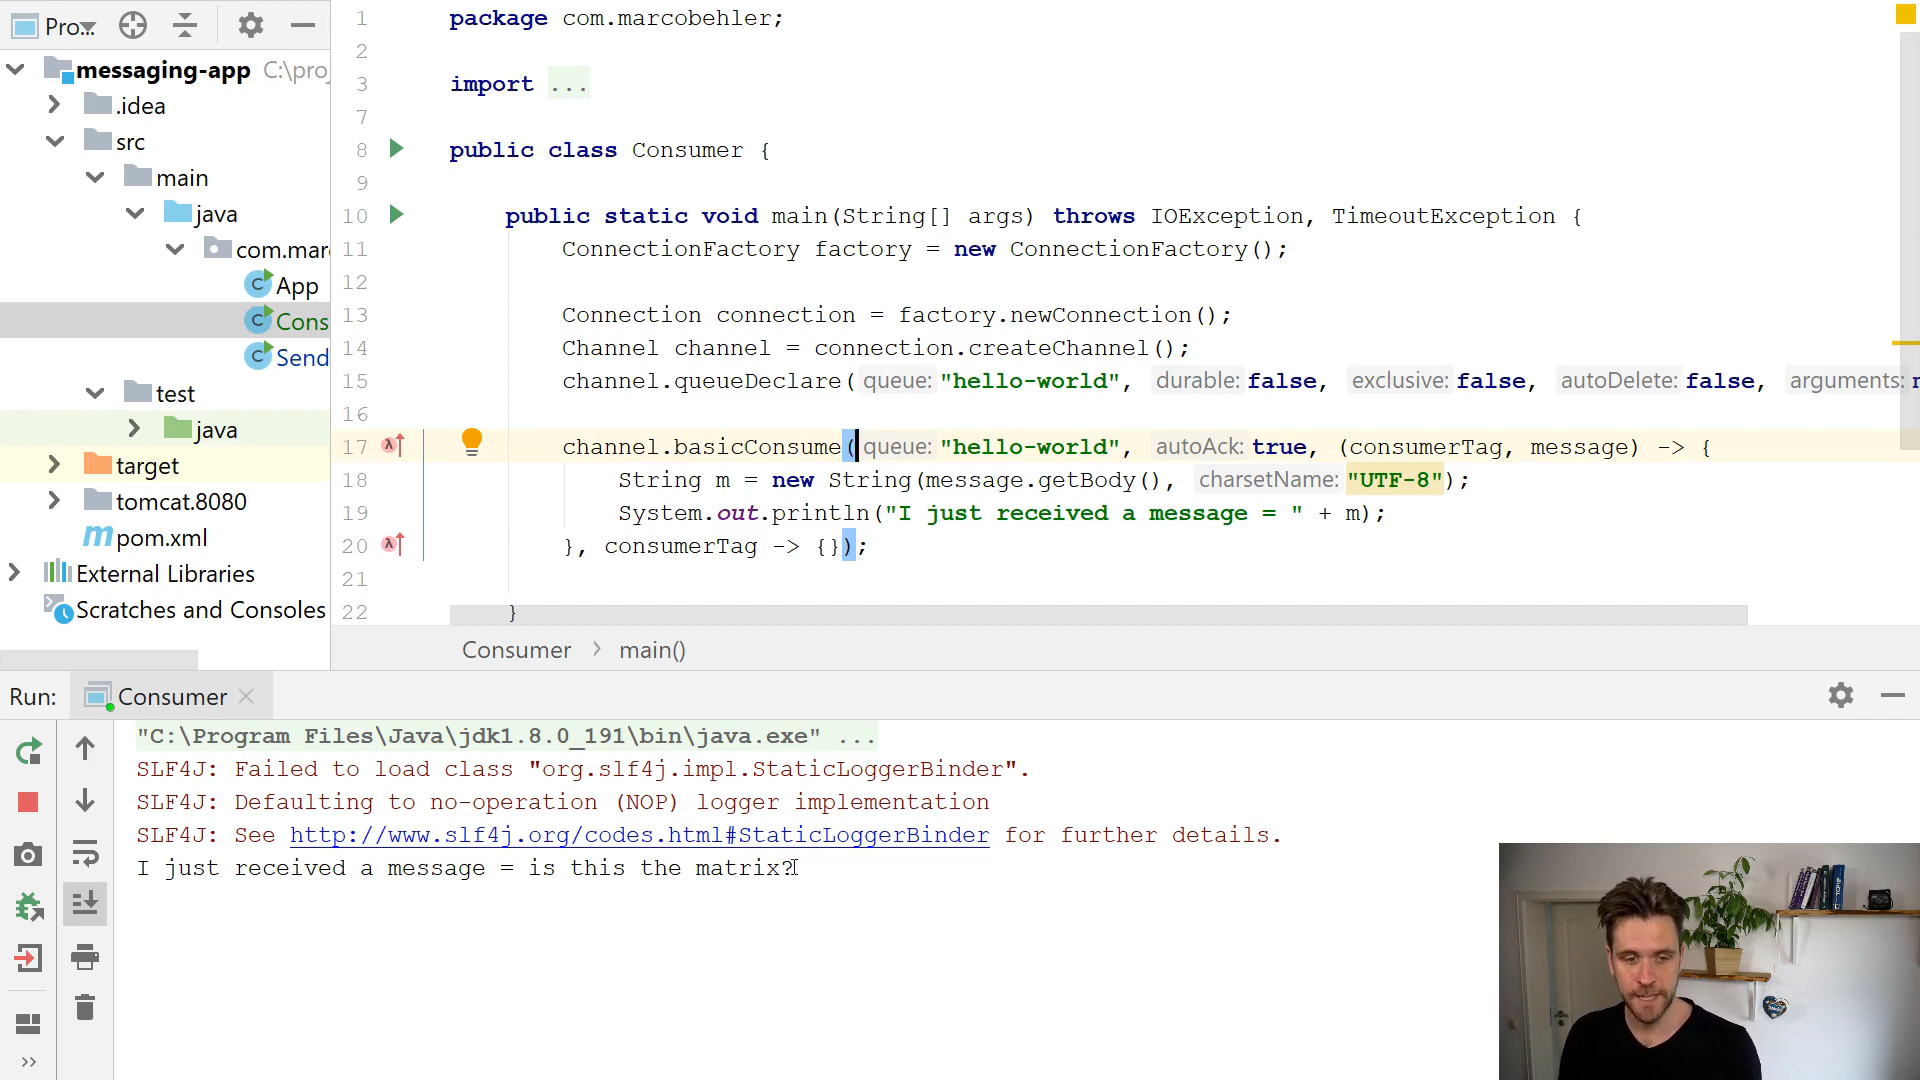 Pro...
messaging-app C:\proj
.idea
src
main
java
com.mar
App
Cons
Send
test
java
target
tomcat.8080
pom.xml
External Libraries
Scratches and Consoles
1 package com.marcobehler;
2
3 import ...
7
8 public class Consumer {
9
10 public static void main(String[] args) throws IOException, TimeoutException {
11 ConnectionFactory factory = new ConnectionFactory();
12
13 Connection connection = factory.newConnection();
14 Channel channel = connection.createChannel();
15 channel.queueDeclare( queue: "hello-world", durable: false, exclusive: false, autoDelete: false, arguments:
16
17 channel.basicConsume( queue: "hello-world", autoAck: true, (consumerTag, message) -> {
18 String m = new String(message.getBody(), charsetName: "UTF-8");
19 System.out.println("I just received a message = " + m);
20 }, consumerTag -> {});
21
22 }
Consumer > main()
Run: Consumer
"C:\Program Files\Java\jdk1.8.0_191\bin\java.exe" ...
SLF4J: Failed to load class "org.slf4j.impl.StaticLoggerBinder".
SLF4J: Defaulting to no-operation (NOP) logger implementation
SLF4J: See http://www.slf4j.org/codes.html#StaticLoggerBinder for further details.
I just received a message = is this the matrix?